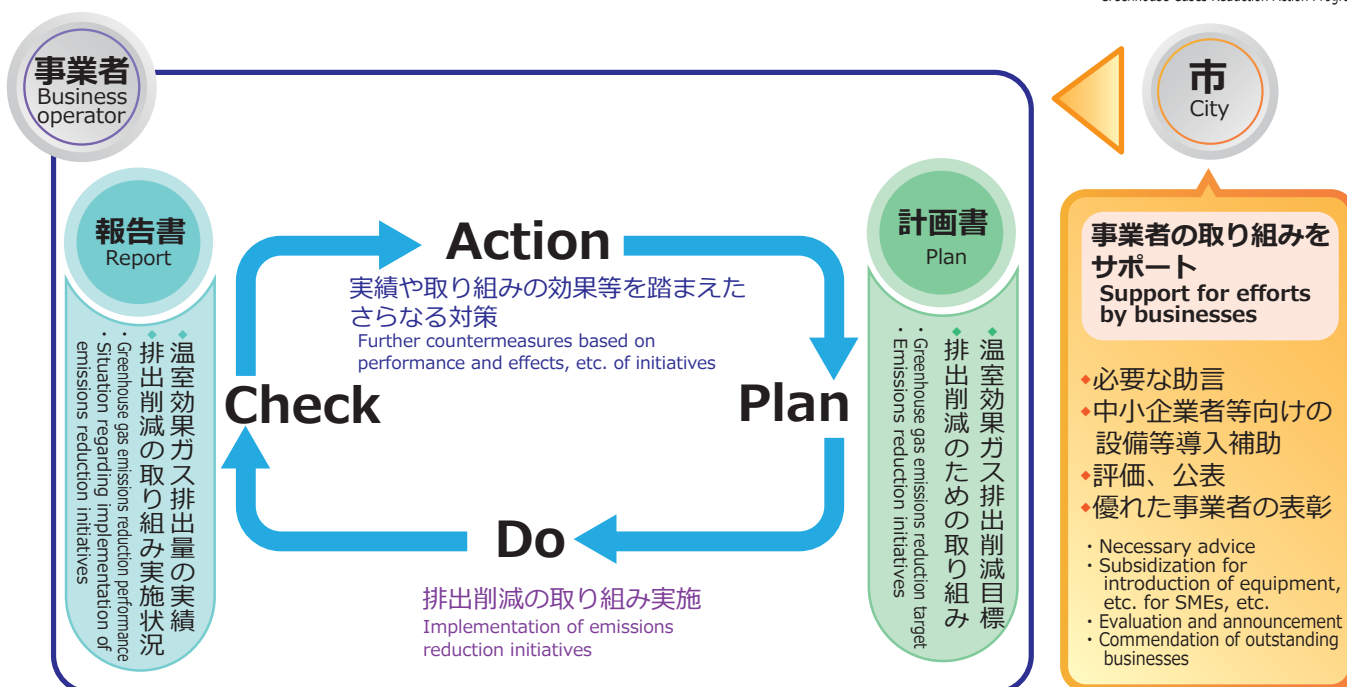 Greenhouse Gases Reduction Action Progr
事業者
Business
operator
市
City
報告書
Report
◆温室効果ガス排出量の実績
◆排出削減の取り組み実施状況
・Greenhouse gas emissions reduction performance
・Situation regarding implementation of
emissions reduction initiatives
Action
実績や取り組みの効果等を踏まえた
さらなる対策
Further countermeasures based on
performance and effects, etc. of initiatives
Check
Plan
Do
排出削減の取り組み実施
Implementation of emissions
reduction initiatives
計画書
Plan
◆温室効果ガス排出削減目標
◆排出削減のための取り組み
・Greenhouse gas emissions reduction target
・Emissions reduction initiatives
事業者の取り組みを
サポート
Support for efforts
by businesses
◆必要な助言
◆中小企業者等向けの
設備等導入補助
◆評価、公表
◆優れた事業者の表彰
・Necessary advice
・Subsidization for
introduction of equipment,
etc. for SMEs, etc.
・Evaluation and announcement
・Commendation of outstanding
businesses